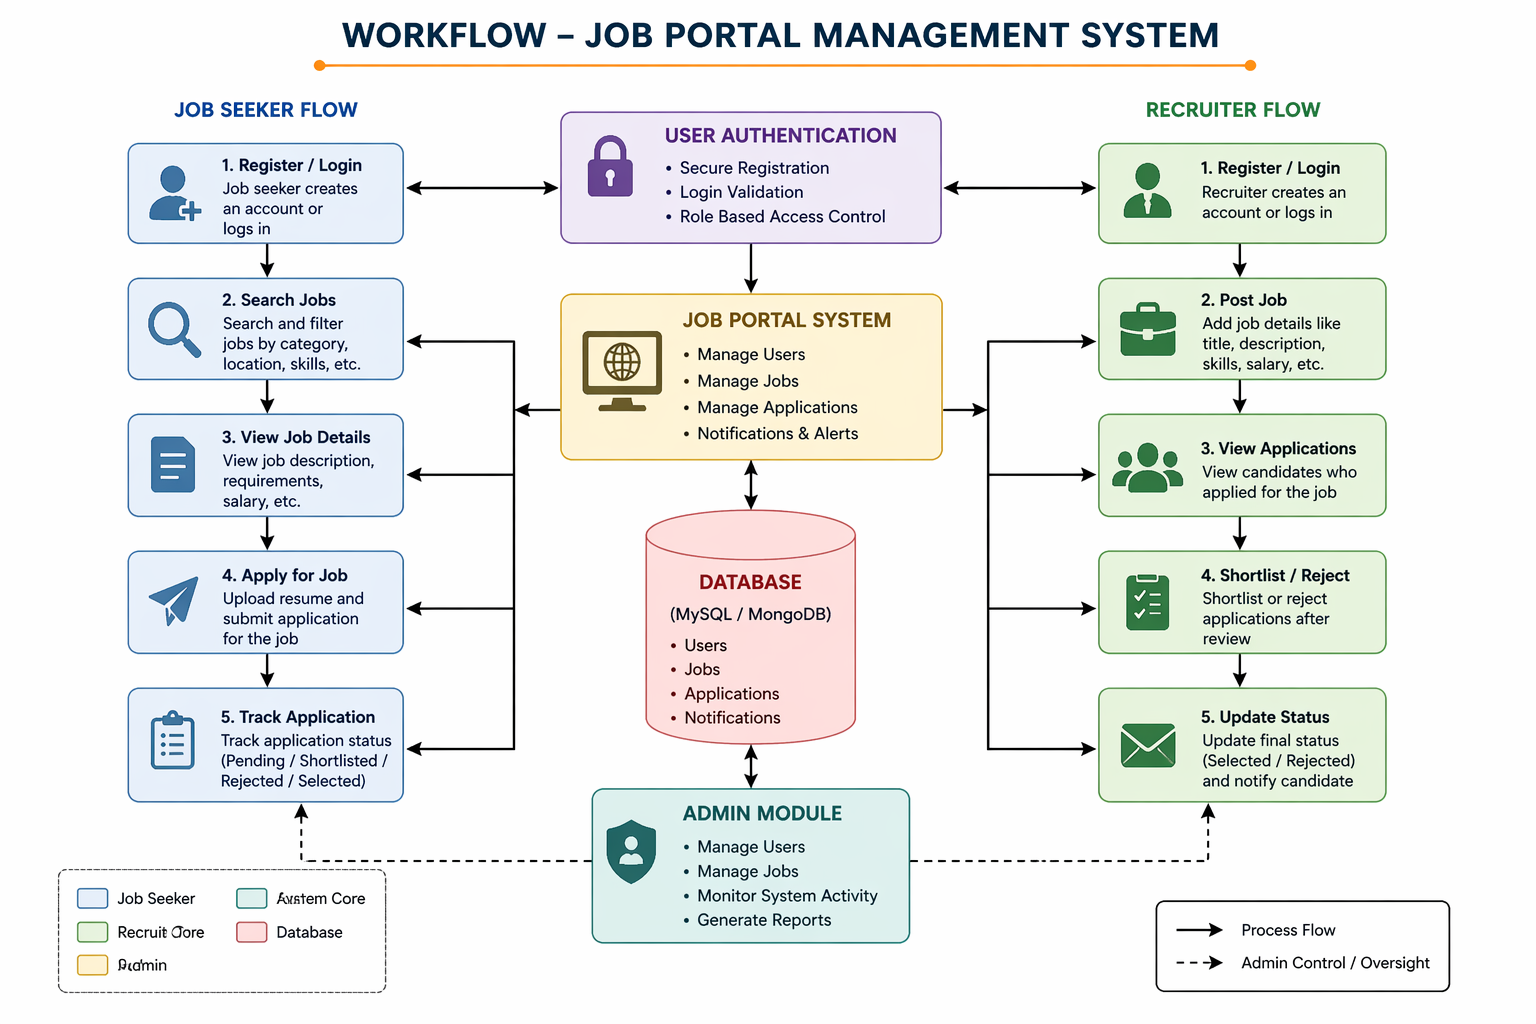 WORKFLOW – JOB PORTAL MANAGEMENT SYSTEM
JOB SEEKER FLOW
1. Register / Login
Job seeker creates
an account or
logs in
2. Search Jobs
Search and filter
jobs by category,
location, skills, etc.
3. View Job Details
View job description,
requirements,
salary, etc.
4. Apply for Job
Upload resume and
submit application
for the job
5. Track Application
Track application status
(Pending / Shortlisted /
Rejected / Selected)
USER AUTHENTICATION
• Secure Registration
• Login Validation
• Role Based Access Control
JOB PORTAL SYSTEM
• Manage Users
• Manage Jobs
• Manage Applications
• Notifications & Alerts
DATABASE
(MySQL / MongoDB)
• Users
• Jobs
• Applications
• Notifications
ADMIN MODULE
• Manage Users
• Manage Jobs
• Monitor System Activity
• Generate Reports
RECRUITER FLOW
1. Register / Login
Recruiter creates an
account or logs in
2. Post Job
Add job details like
title, description,
skills, salary, etc.
3. View Applications
View candidates who
applied for the job
4. Shortlist / Reject
Shortlist or reject
applications after
review
5. Update Status
Update final status
(Selected / Rejected)
and notify candidate
Job Seeker
Recruit
Core
Database
Process Flow
Admin Control / Oversight